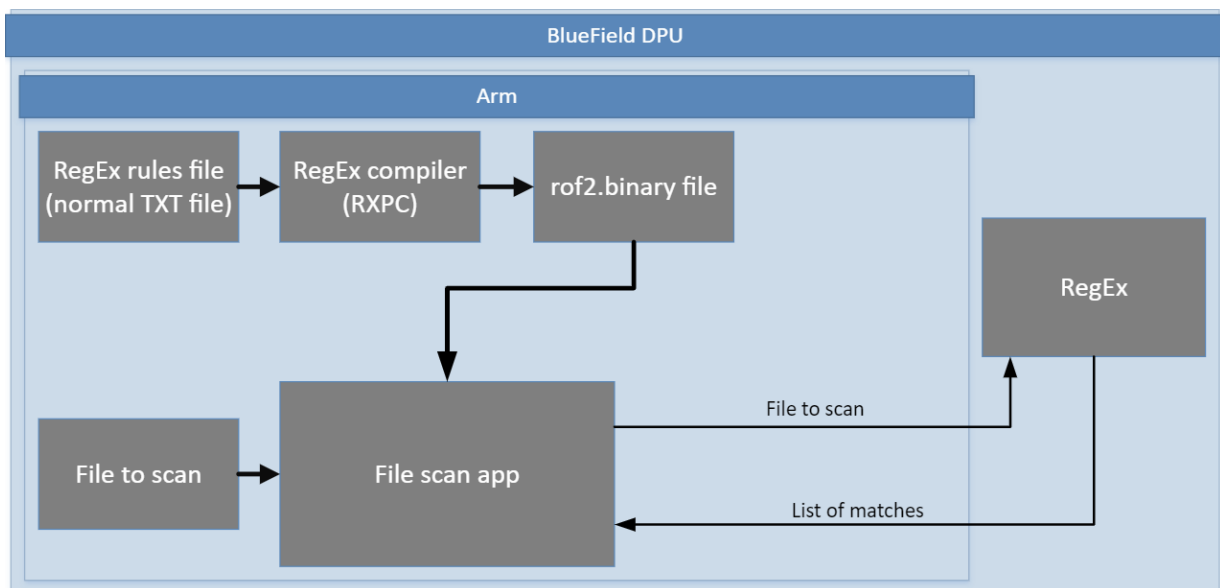 BlueField DPU
Arm
RegEx rules file
(normal TXT file)
RegEx compiler
(RXPC)
rof2.binary file
RegEx
File to scan
File scan app
File to scan
List of matches